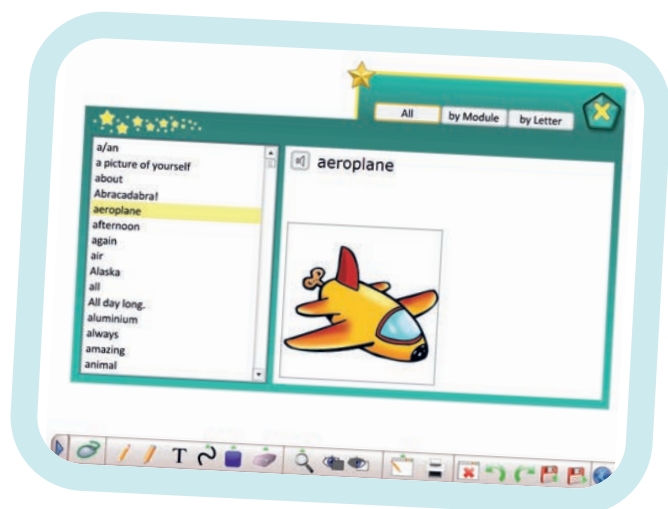 All by Module by Letter
a/an
a picture of yourself
about
Abracadabra!
aeroplane
afternoon
again
air
Alaska
all
All day long.
aluminium
always
amazing
animal
aeroplane
T